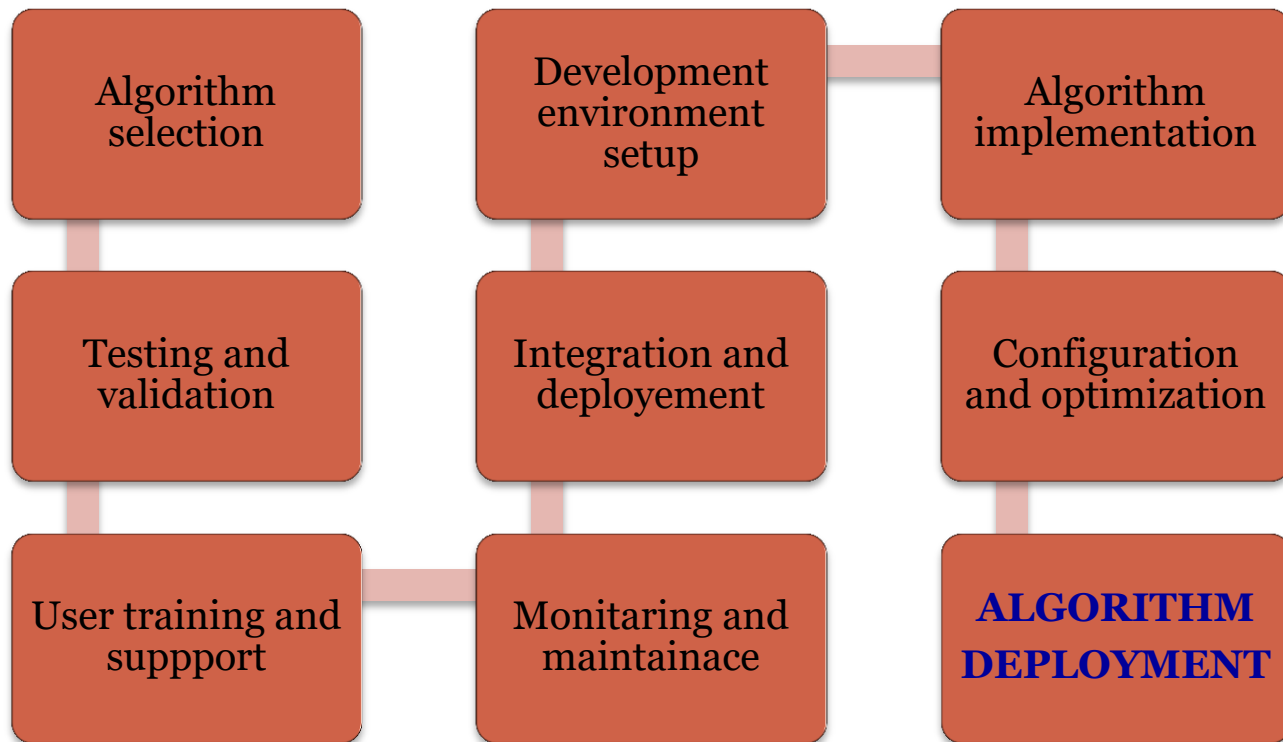 Algorithm
selection
Testing and
validation
User training and
suppport
Monitaring and
maintainace
Integration and
deployement
Development
environment
setup
Algorithm
implementation
Configuration
and optimization
ALGORITHM
DEPLOYMENT